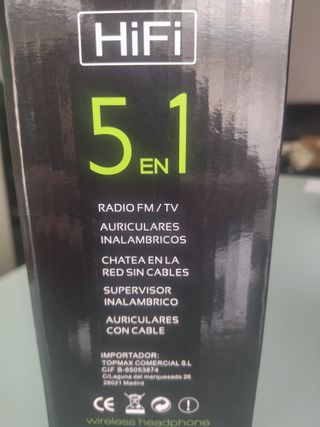 HiFi
5 EN 1
RADIO FM / TV
AURICULARES
INALAMBRICOS
CHATEA EN LA
RED SIN CABLES
SUPERVISOR
INALAMBRICO
AURICULARES
CON CABLE
IMPORTADOR:
TOPMAX COMERCIAL S.L
C.I.F B-85053874
C/Laguna del marquesado 26
28021 Madird
CE
wireless headphone